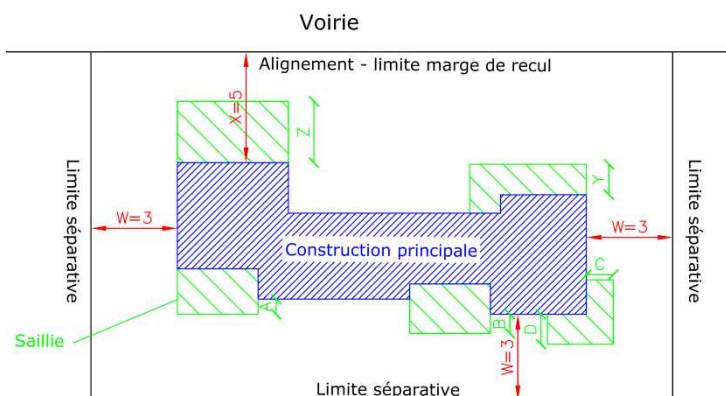 Voirie
Alignement - limite marge de recul
X=5
Z
Limite séparative
Limite séparative
Y
W=3
W=3
Construction principale
C
A
B
D
Saillie
W=3
Limite séparative